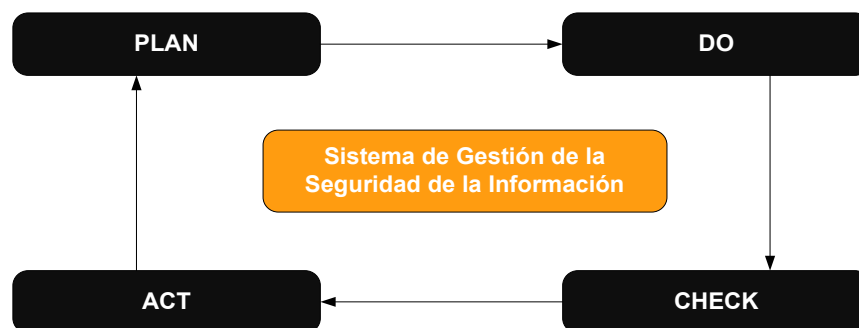 PLAN
DO
Sistema de Gestión de la
Seguridad de la Información
ACT
CHECK